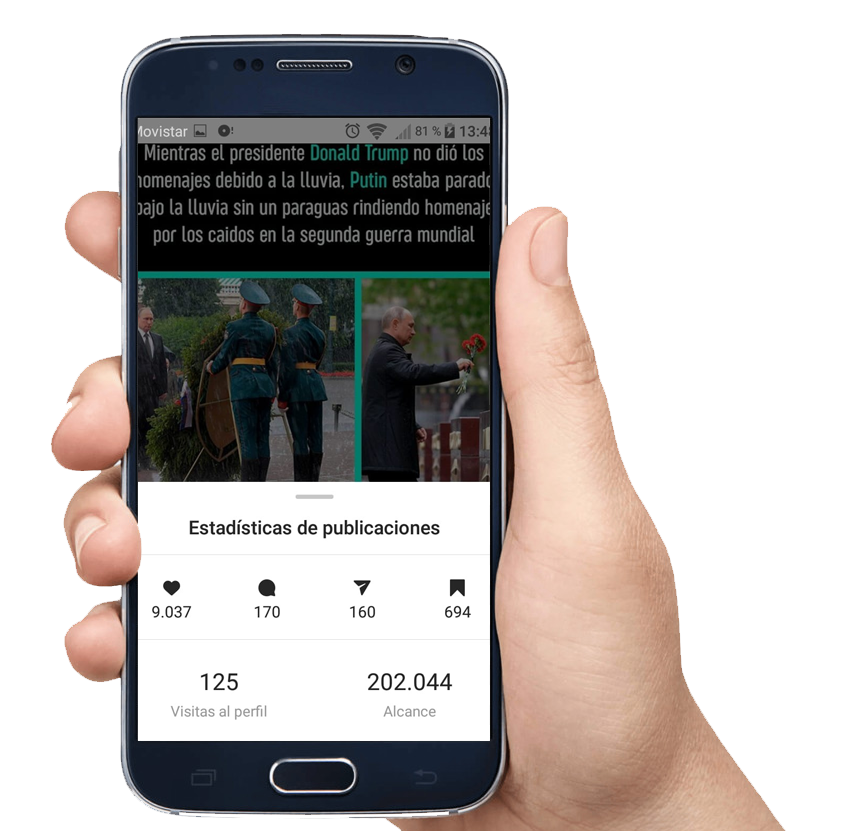 Movistar 81 % 13:48
Mientras el presidente Donald Trump no dió los
homenajes debido a la lluvia, Putin estaba parado
bajo la lluvia sin un paraguas rindiendo homenaje
por los caidos en la segunda guerra mundial
Estadísticas de publicaciones
9.037 170 160 694
125 202.044
Visitas al perfil Alcance